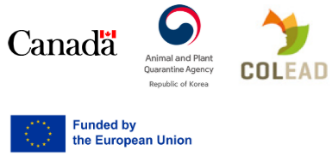 Canada
Animal and Plant
Quarantine Agency
Republic of Korea
COLEAD
Funded by
the European Union